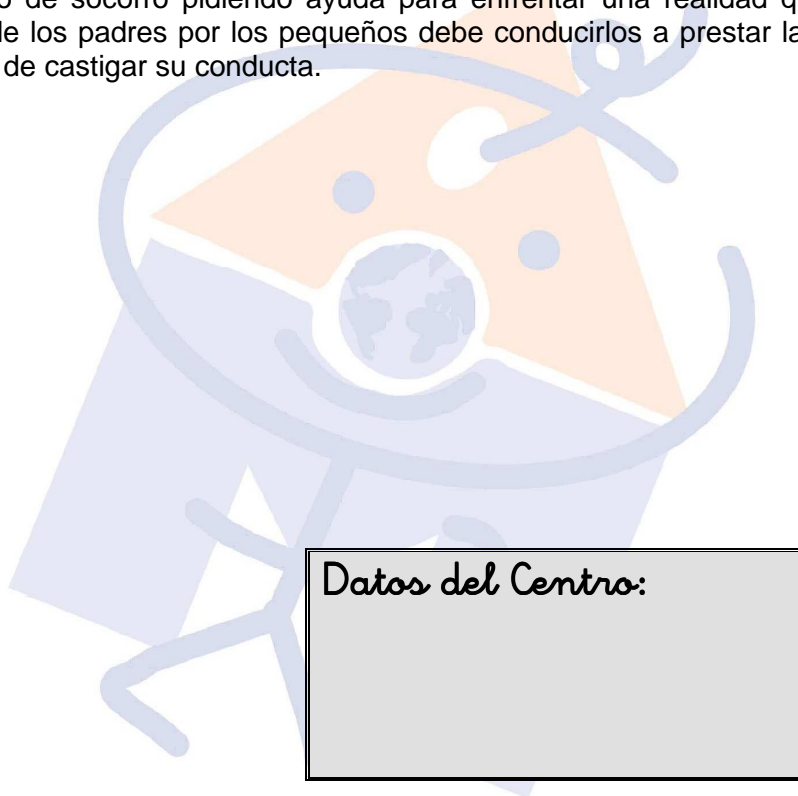 de socorro pidiendo ayuda para enfrentar una realidad
los padres por los pequeños debe conducirlos a prestar
de castigar su conducta.
Datos del Centro: